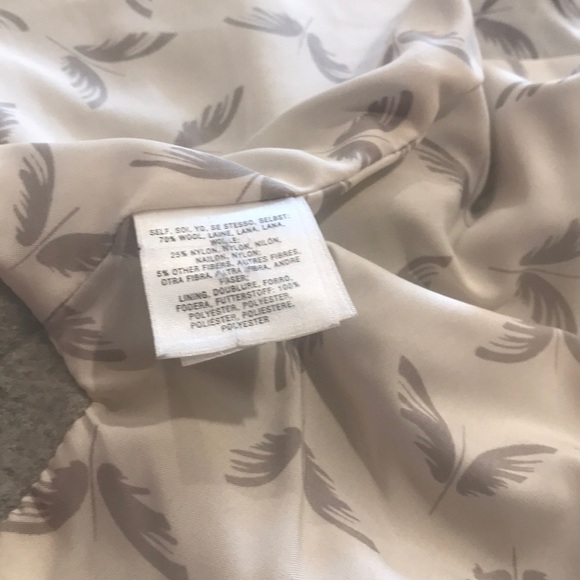 SELF, SOI, YO, SE STESSO, SELBST:
70% WOOL, LAINE, LANA, LANA,
WOLLE;
25% NYLON, NYLON, NILON,
NAILON, NYLON;
5% OTHER FIBERS, AUTRES FIBRES,
OTRA FIBRA, ALTRA FIBRA, ANDRE
FASER;
LINING, DOUBLURE, FORRO,
FODERA, FUTTERSTOFF: 100%
POLYESTER, POLYESTER,
POLIESTER, POLIESTERE,
POLYESTER